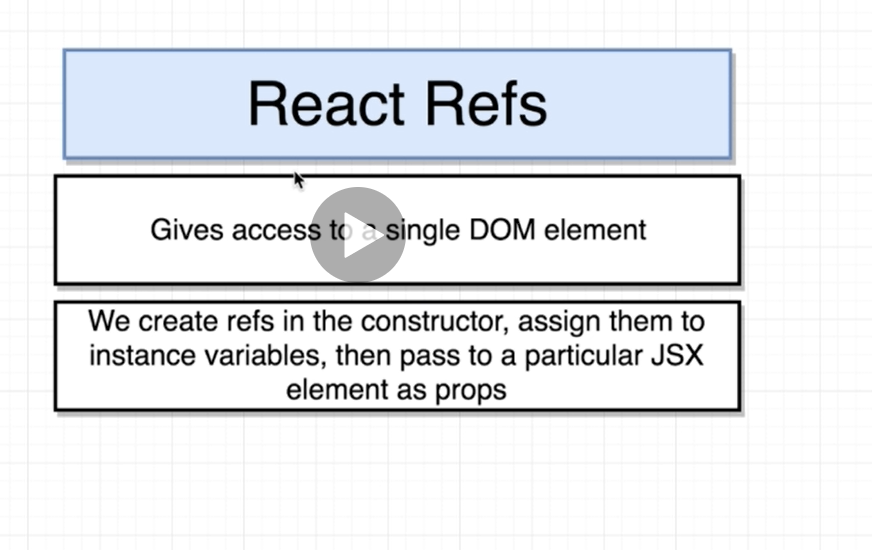 React Refs
Gives access to a single DOM element
We create refs in the constructor, assign them to
instance variables, then pass to a particular JSX
element as props